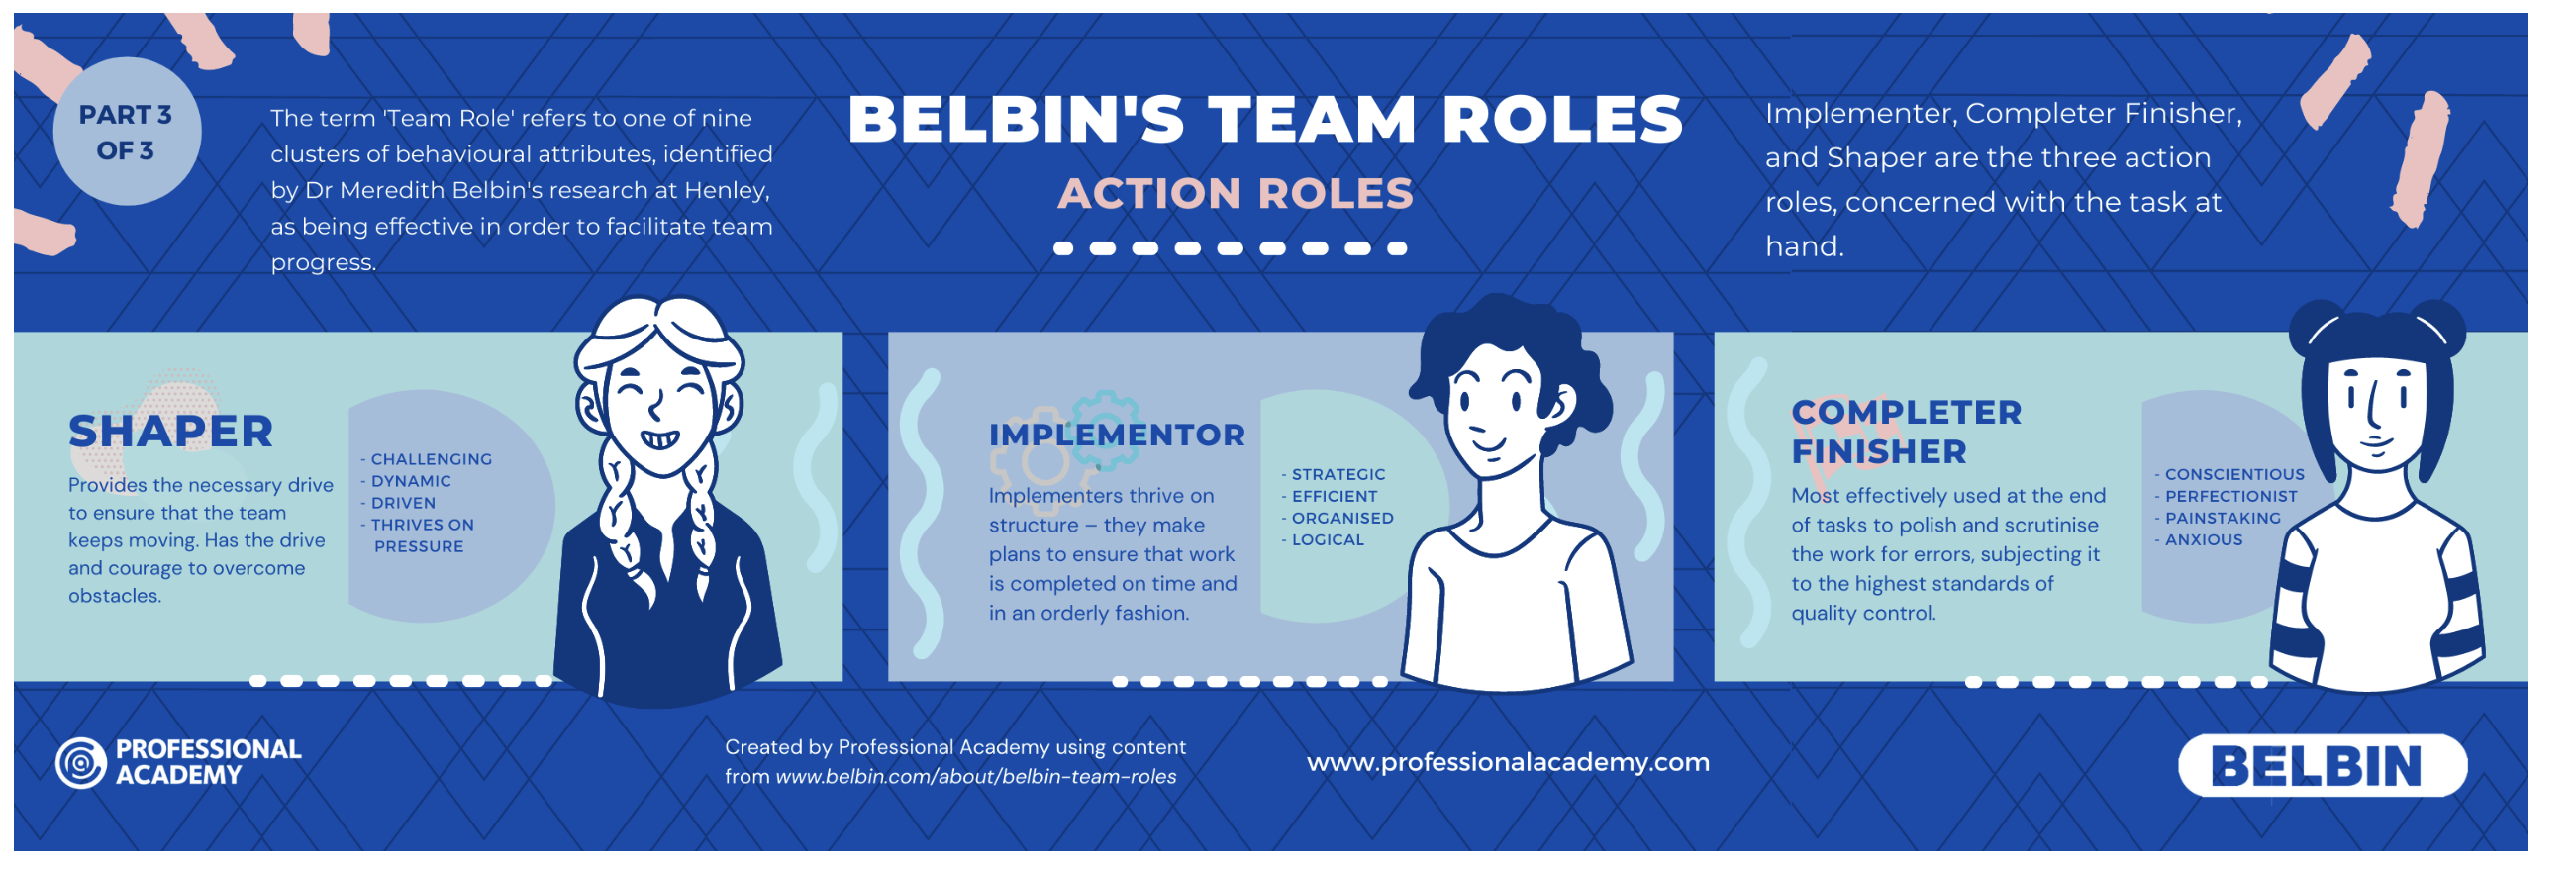 PART 3
OF 3
The term 'Team Role' refers to one of nine
clusters of behavioural attributes, identified
by Dr Meredith Belbin's research at Henley,
as being effective in order to facilitate team
progress.
BELBIN'S TEAM ROLES
ACTION ROLES
Implementer, Completer Finisher,
and Shaper are the three action
roles, concerned with the task at
hand.
SHAPER
Provides the necessary drive
to ensure that the team
keeps moving. Has the drive
and courage to overcome
obstacles.
- CHALLENGING
- DYNAMIC
- DRIVEN
- THRIVES ON
PRESSURE
IMPLEMENTOR
Implementers thrive on
structure – they make
plans to ensure that work
is completed on time and
in an orderly fashion.
- STRATEGIC
- EFFICIENT
- ORGANISED
- LOGICAL
COMPLETER
FINISHER
Most effectively used at the end
of tasks to polish and scrutinise
the work for errors, subjecting it
to the highest standards of
quality control.
- CONSCIENTIOUS
- PERFECTIONIST
- PAINSTAKING
- ANXIOUS
PROFESSIONAL
ACADEMY
Created by Professional Academy using content
from www.belbin.com/about/belbin-team-roles
www.professionalacademy.com
BELBIN